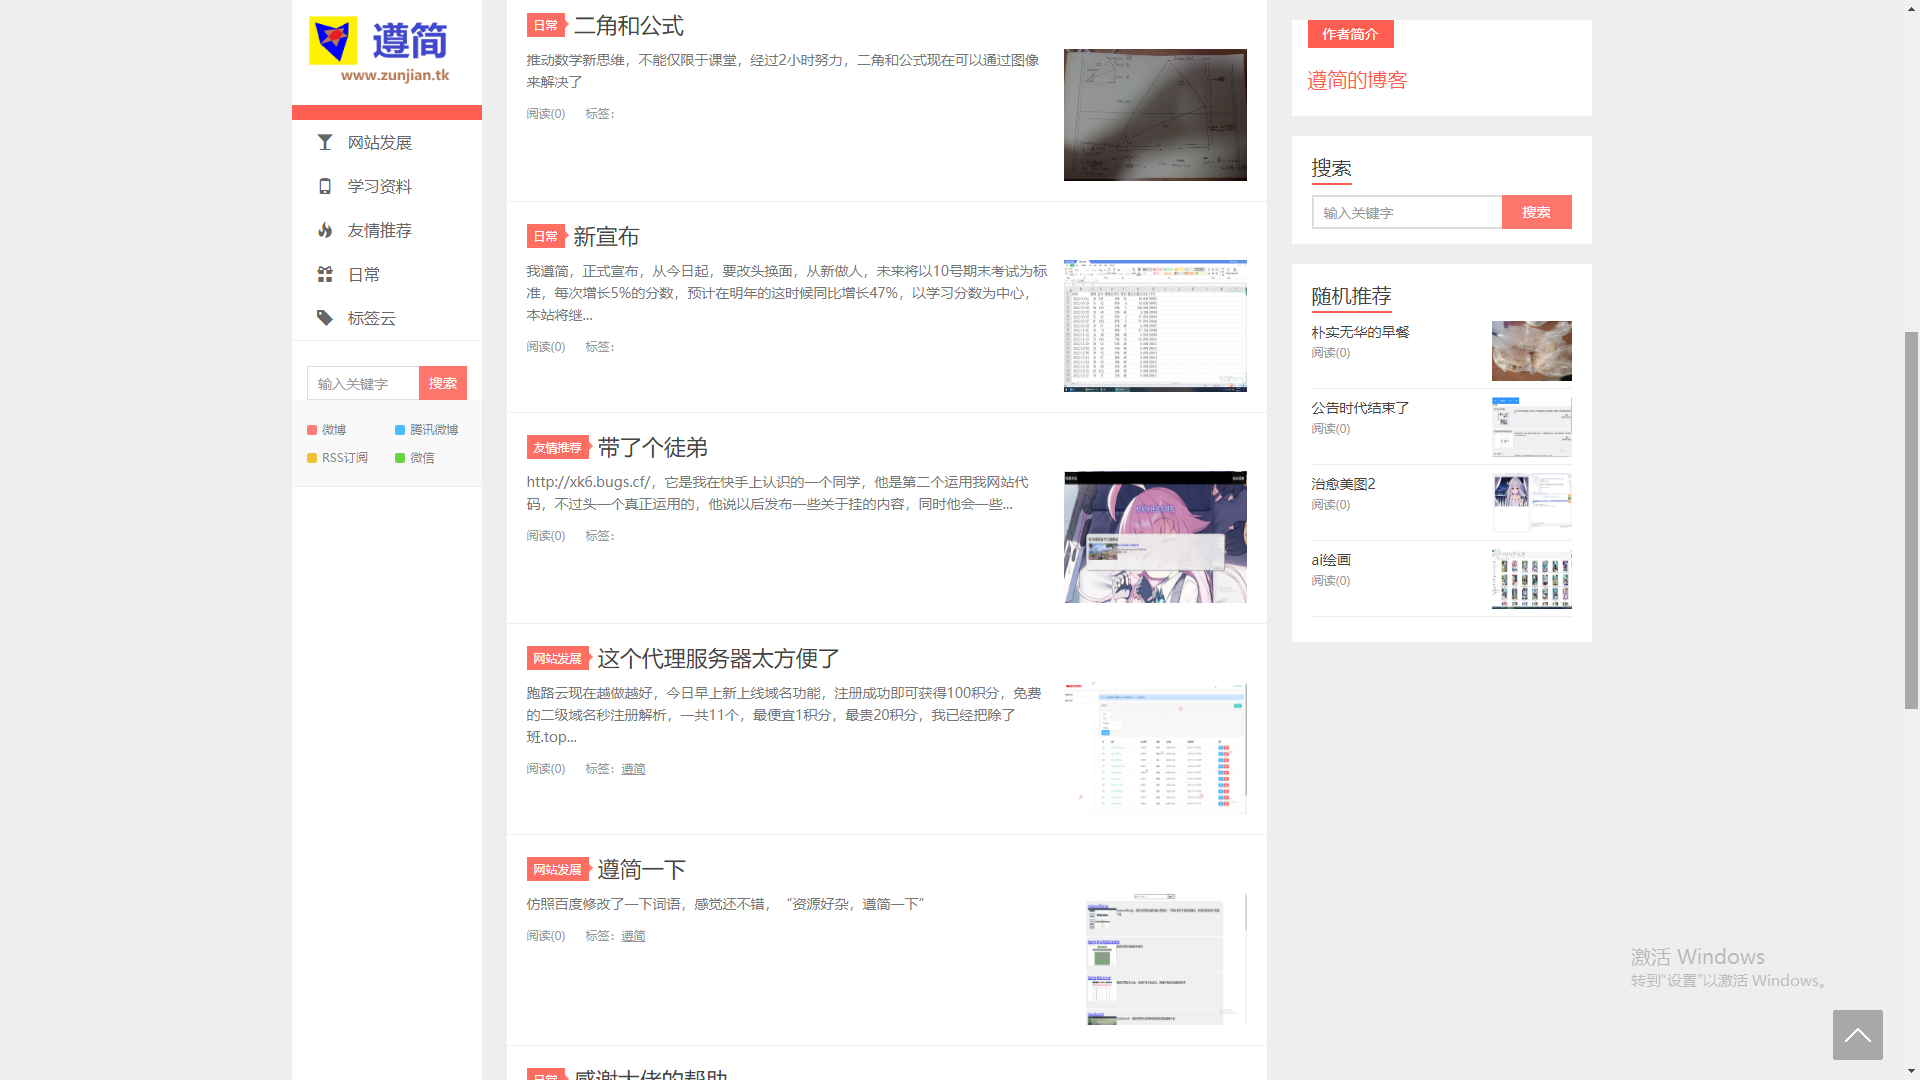 遵简
www.zunjian.tk
网站发展
学习资料
友情推荐
日常
标签云
输入关键字
搜索
微博
腾讯微博
RSS订阅
微信
日常
二角和公式
推动数学新思维，不能仅限于课堂，经过2小时努力，二角和公式现在可以通过图像
来解决了
阅读(0) 标签：
日常
新宣布
我遵简，正式宣布，从今日起，要改头换面，从新做人，未来将以10号期末考试为标
准，每次增长5%的分数，预计在明年的这时候同比增长47%，以学习分数为中心，
本站将继...
阅读(0) 标签：
友情推荐
带了个徒弟
http://xk6.bugs.cf/，它是我在快手上认识的一个同学，他是第二个运用我网站代
码，不过头一个真正运用的，他说以后发布一些关于挂的内容，同时他会一些...
阅读(0) 标签：
网站发展
这个代理服务器太方便了
跑路云现在越做越好，今日早上新上线域名功能，注册成功即可获得100积分，免费
的二级域名秒注册解析，一共11个，最便宜1积分，最贵20积分，我已经把除了
班.top...
阅读(0) 标签：遵简
网站发展
遵简一下
仿照百度修改了一下词语，感觉还不错，“资源好杂，遵简一下”
阅读(0) 标签：遵简
日常
感谢大佬的帮助
作者简介
遵简的博客
搜索
输入关键字
搜索
随机推荐
朴实无华的早餐
阅读(0)
公告时代结束了
阅读(0)
治愈美图2
阅读(0)
ai绘画
阅读(0)
激活 Windows
转到“设置”以激活 Windows。